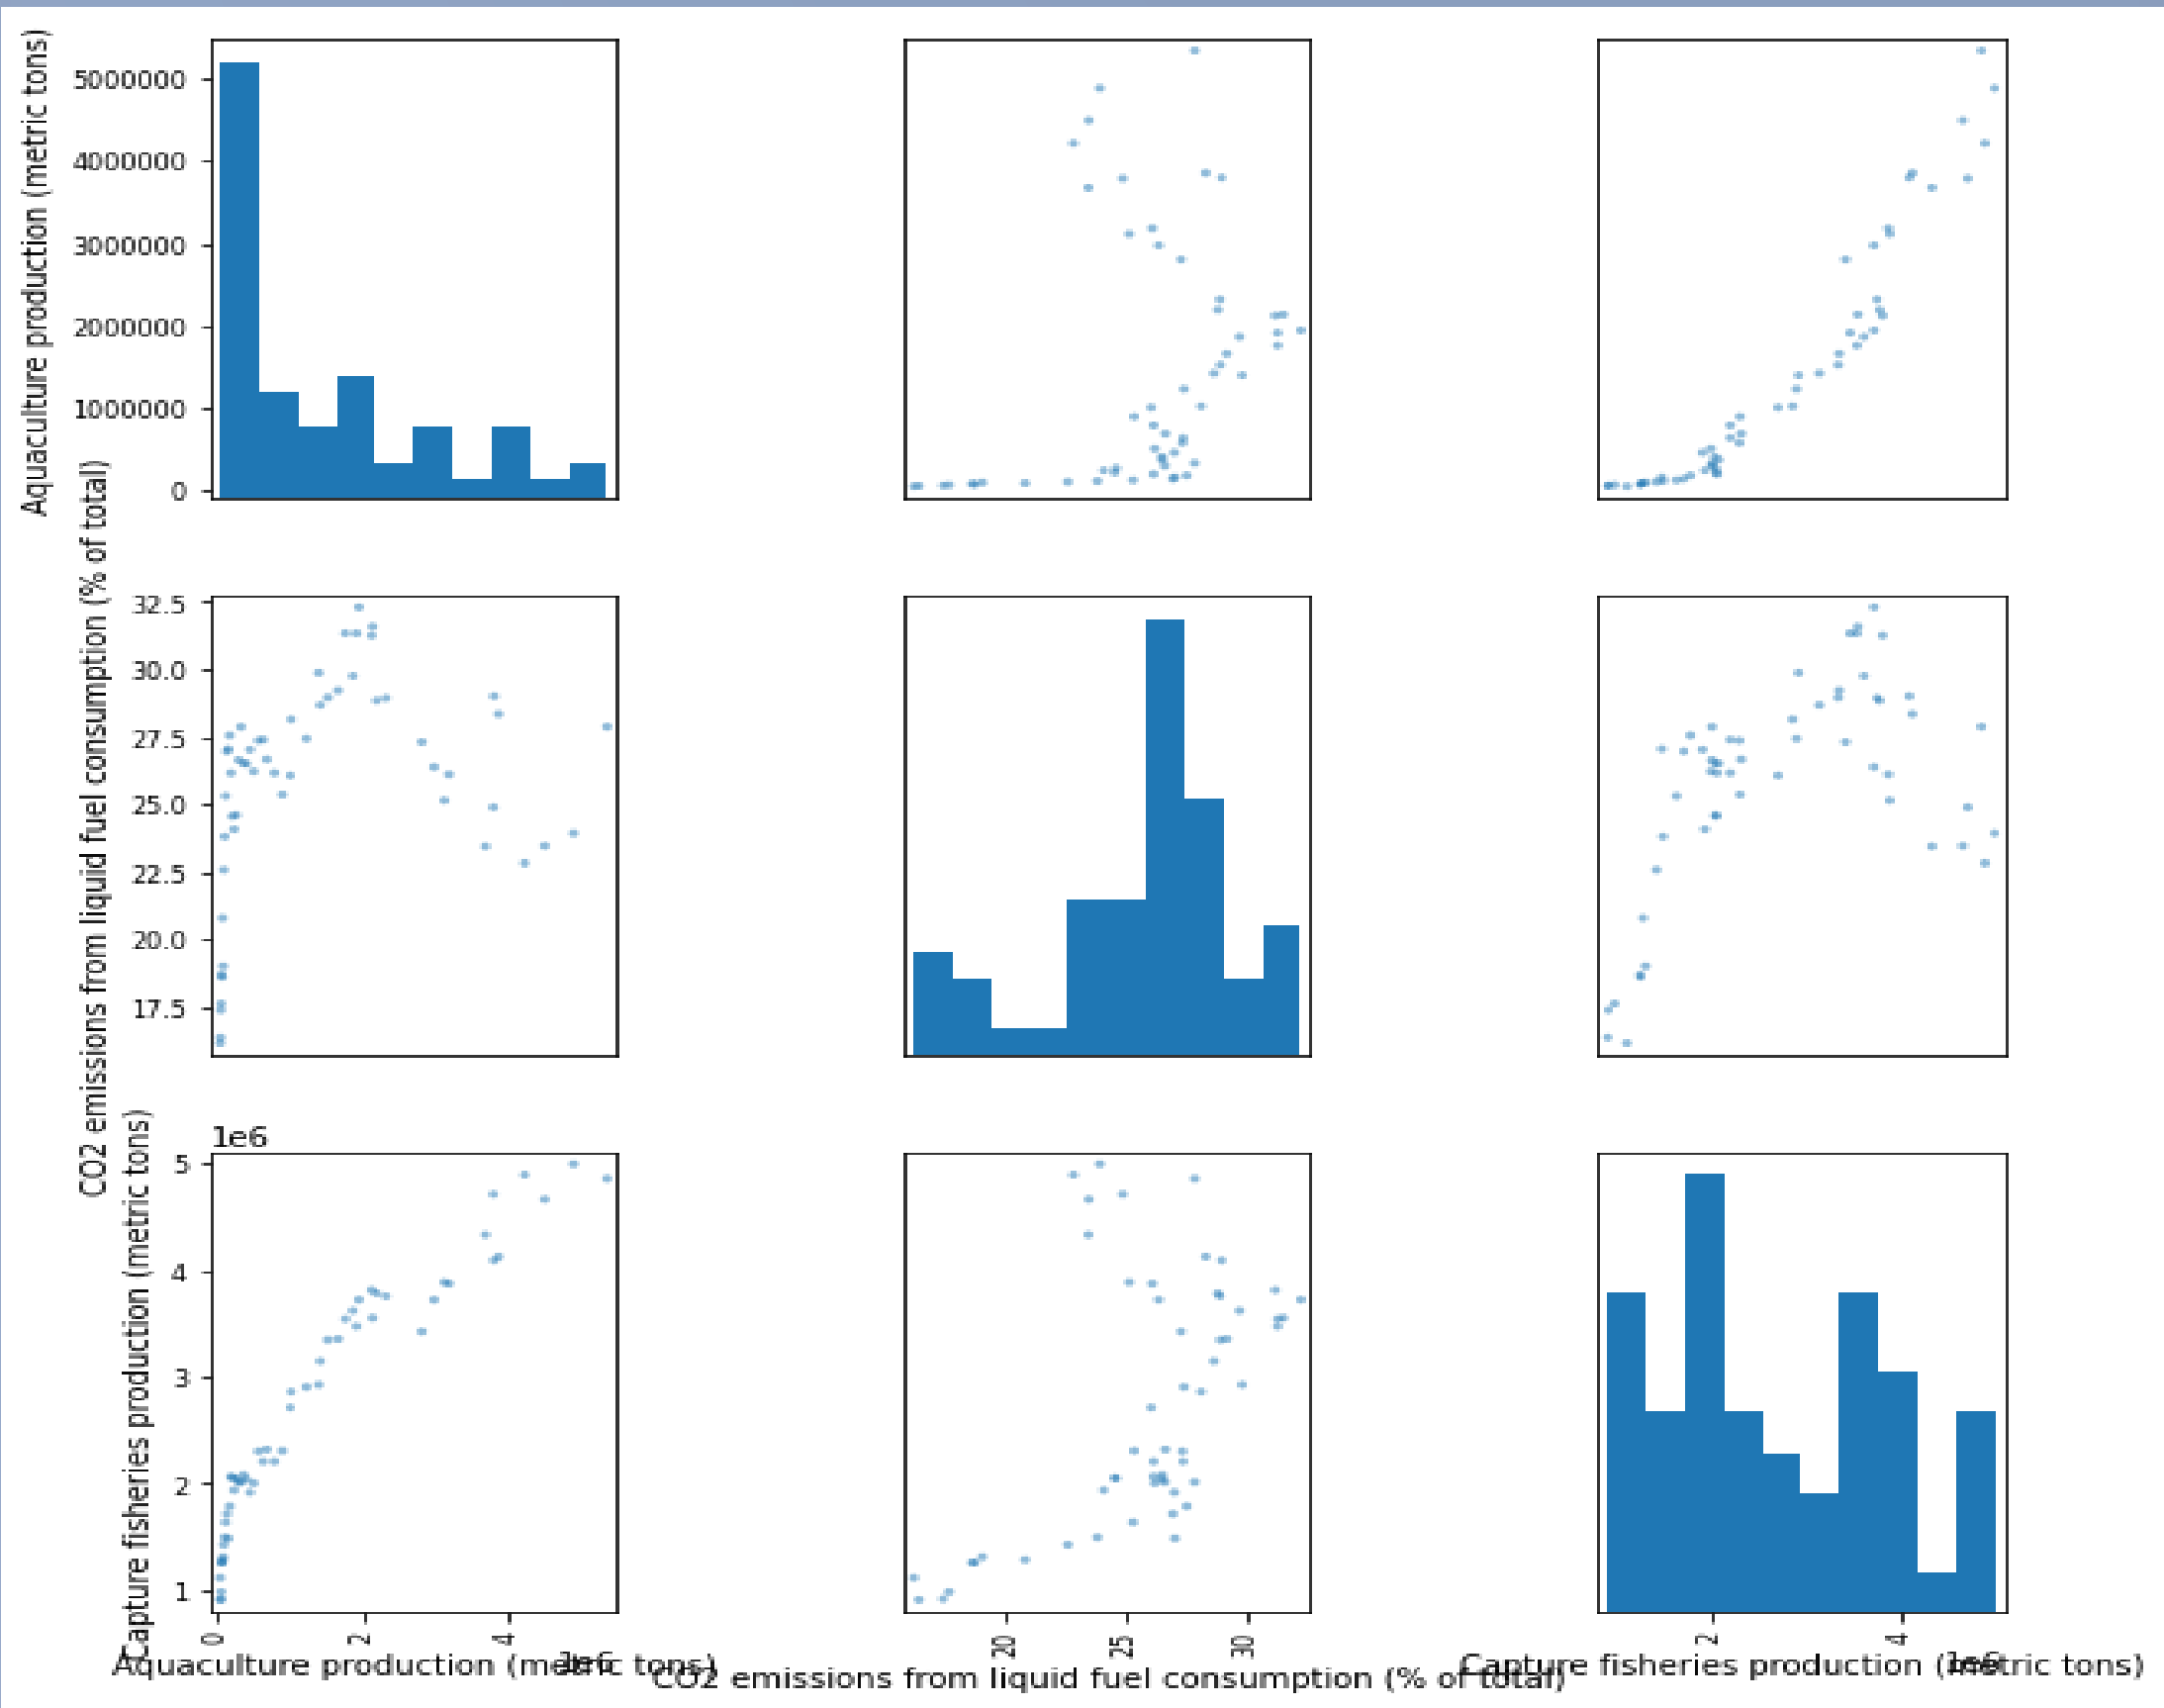 Aquaculture production (metric tons)
5000000
4000000
3000000
2000000
1000000
0
CO2 emissions from liquid fuel consumption (% of total)
32.5
30.0
27.5
25.0
22.5
20.0
17.5
Capture fisheries production (metric tons)
1e6
5
4
3
2
1
0 2 4
20 25 30
2 4
Aquaculture production (metric tons)
1e6
CO2 emissions from liquid fuel consumption (% of total)
Capture fisheries production (metric tons)
1e6